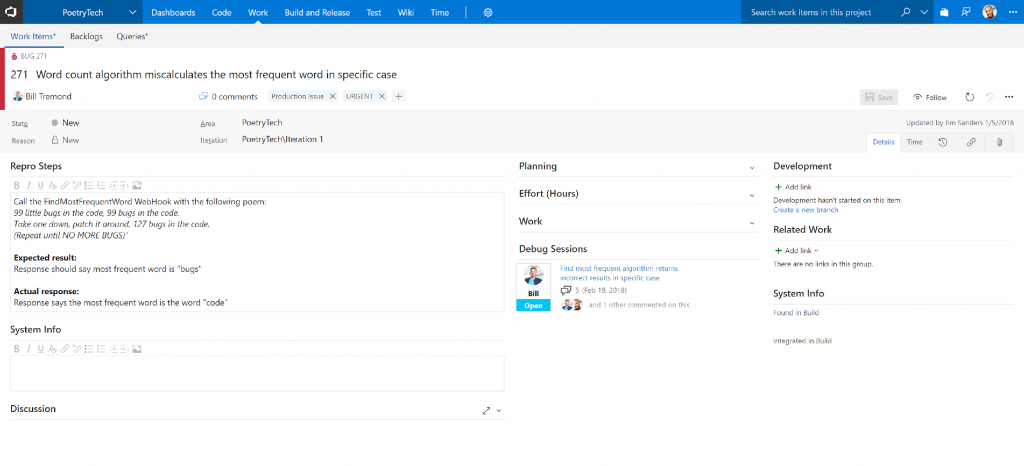 PoetryTech
Dashboards
Code
Work
Build and Release
Test
Wiki
Time
Search work items in this project
Work Items*
Backlogs
Queries*
BUG 271
271 Word count algorithm miscalculates the most frequent word in specific case
Bill Tremond
0 comments
Production Issue
URGENT
Save
Follow
State
New
Area
PoetryTech
Updated by Jim Sanders 1/5/2018
Reason
New
Iteration
PoetryTech\Iteration 1
Details
Time
Repro Steps
B I U
Call the FindMostFrequentWord WebHook with the following poem:
99 little bugs in the code, 99 bugs in the code.
Take one down, patch it around, 127 bugs in the code.
(Repeat until NO MORE BUGS)"
Expected result:
Response should say most frequent word is "bugs"
Actual response:
Response says the most frequent word is the word "code"
System Info
B I U
Discussion
Planning
Effort (Hours)
Work
Debug Sessions
Bill
Open
Find most frequent algorithm returns
incorrect results in specific case
5 (Feb 19, 2018)
and 1 other commented on this
Development
+ Add link
Development hasn't started on this item.
Create a new branch
Related Work
+ Add link
There are no links in this group.
System Info
Found in Build
Integrated in Build